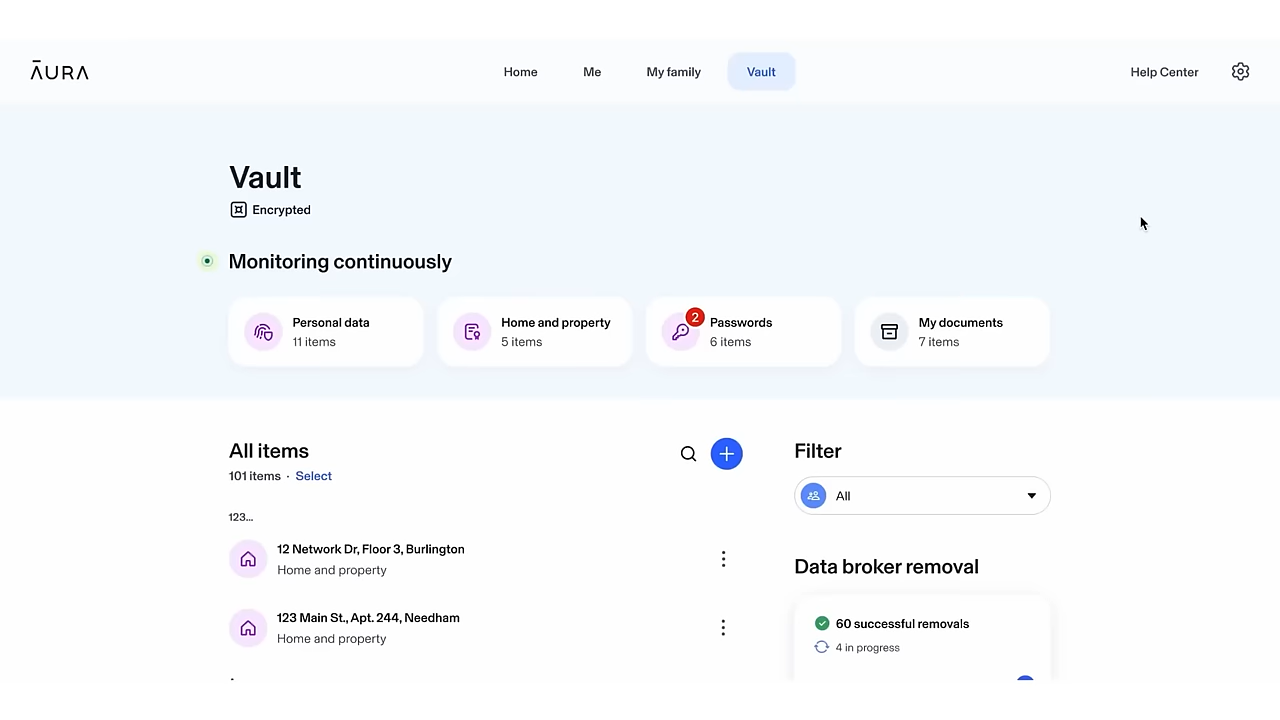 ĀURA
Home
Me
My family
Vault
Help Center
Vault
Encrypted
Monitoring continuously
Personal data
11 items
Home and property
5 items
2
Passwords
6 items
My documents
7 items
All items
101 items · Select
Filter
All
123...
12 Network Dr, Floor 3, Burlington
Home and property
123 Main St., Apt. 244, Needham
Home and property
Data broker removal
60 successful removals
4 in progress